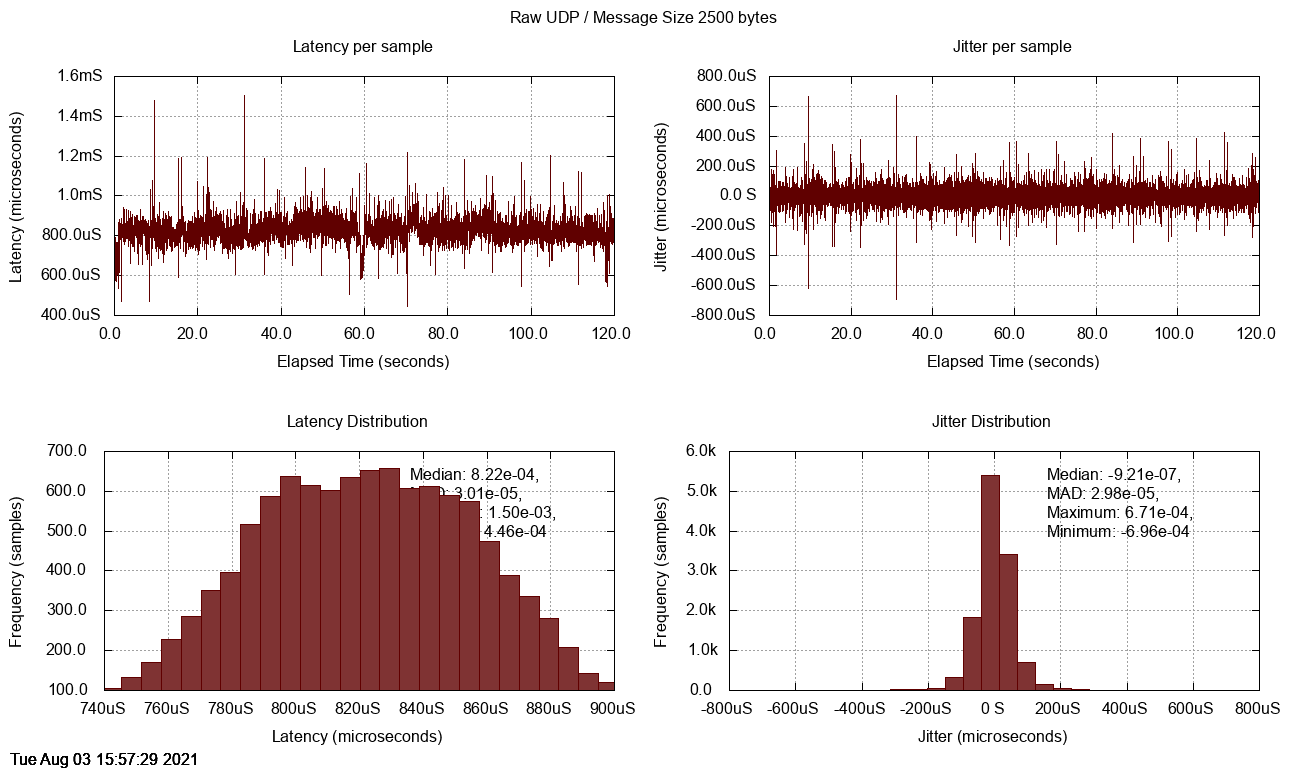 Raw UDP / Message Size 2500 bytes
Latency per sample
1.6mS
1.4mS
1.2mS
1.0mS
800.0uS
600.0uS
400.0uS
Latency (microseconds)
0.0 20.0 40.0 60.0 80.0 100.0 120.0
Elapsed Time (seconds)
Jitter per sample
800.0uS
600.0uS
400.0uS
200.0uS
0.0 S
-200.0uS
-400.0uS
-600.0uS
-800.0uS
Jitter (microseconds)
0.0 20.0 40.0 60.0 80.0 100.0 120.0
Elapsed Time (seconds)
Latency Distribution
700.0
600.0
500.0
400.0
300.0
200.0
100.0
Frequency (samples)
Median: 8.22e-04,
3.01e-05,
1.50e-03,
4.46e-04
740uS 760uS 780uS 800uS 820uS 840uS 860uS 880uS 900uS
Latency (microseconds)
Jitter Distribution
6.0k
5.0k
4.0k
3.0k
2.0k
1.0k
0.0
Frequency (samples)
Median: -9.21e-07,
MAD: 2.98e-05,
Maximum: 6.71e-04,
Minimum: -6.96e-04
-800uS -600uS -400uS -200uS 0 S 200uS 400uS 600uS 800uS
Jitter (microseconds)
Tue Aug 03 15:57:29 2021